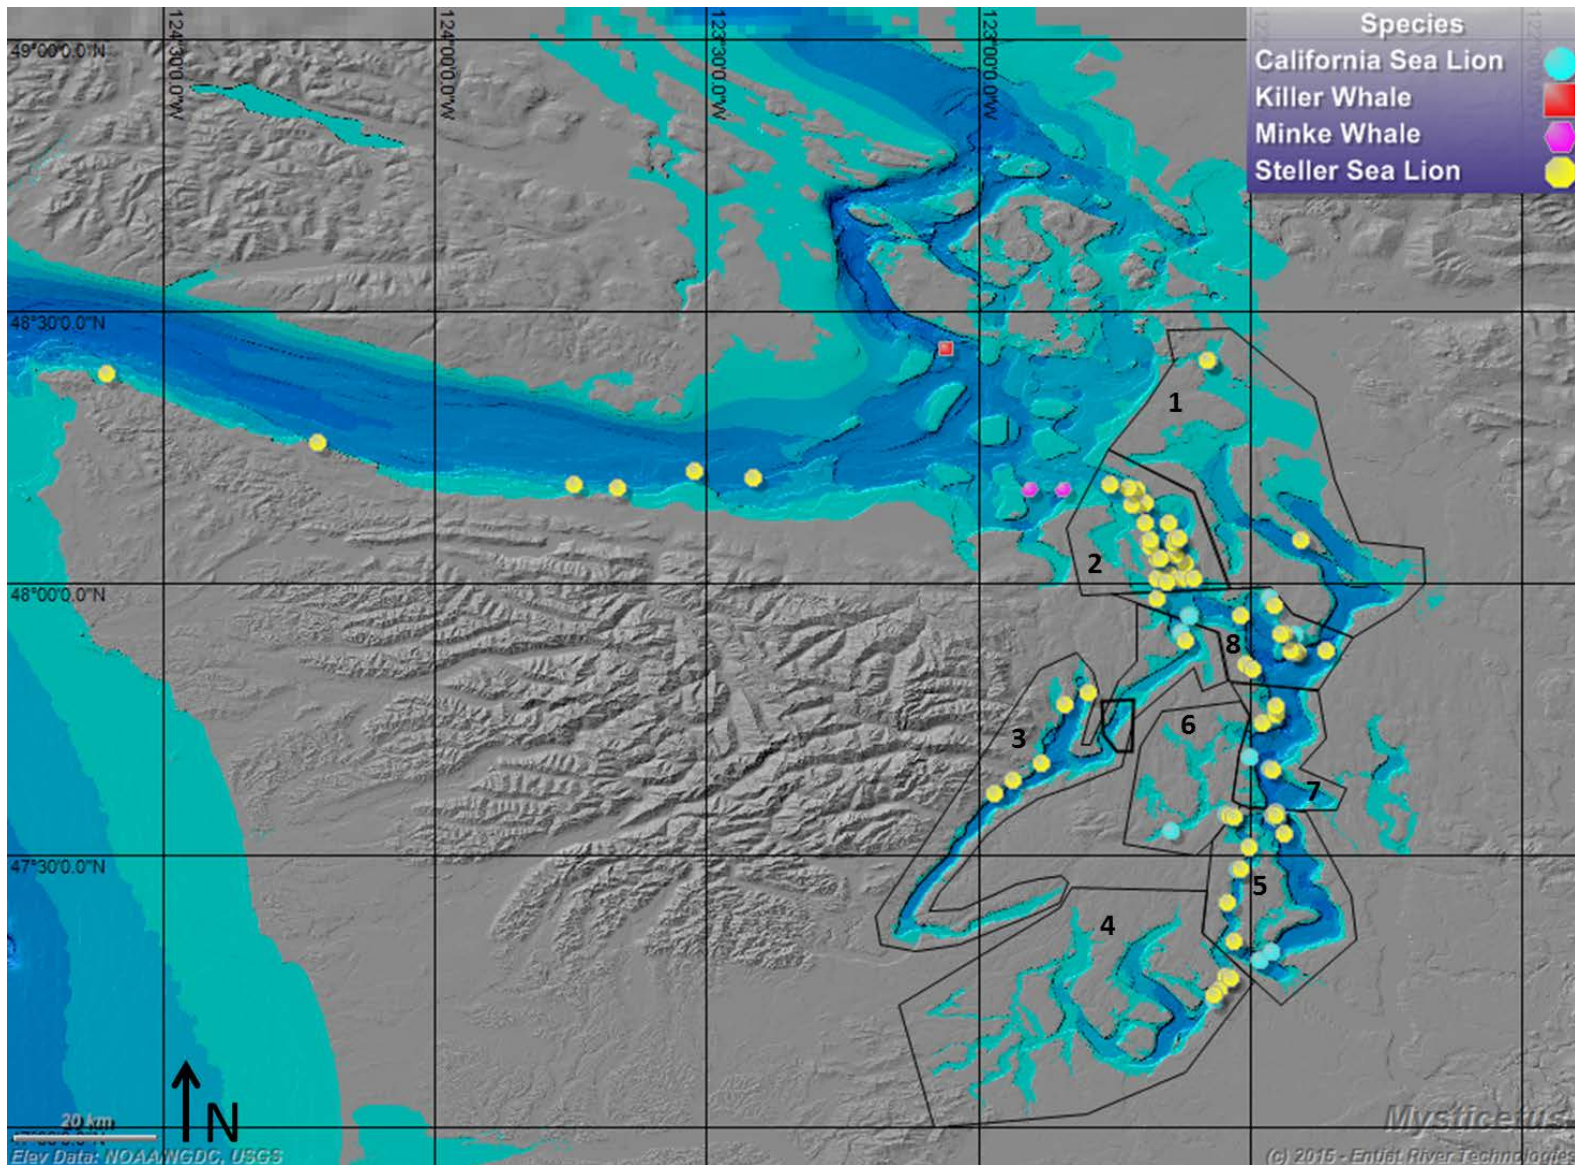 Species
California Sea Lion
Killer Whale
Minke Whale
Steller Sea Lion
124°30'0.0"W
124°00'0.0"W
123°30'0.0"W
123°00'0.0"W
49°00'0.0"N
48°30'0.0"N
48°00'0.0"N
47°30'0.0"N
1
2
8
3
6
7
5
4
N
20 km
Elev Data: NOAA/NGDC, USGS
Mysticetus
(c) 2015 - Entiat River Technologies